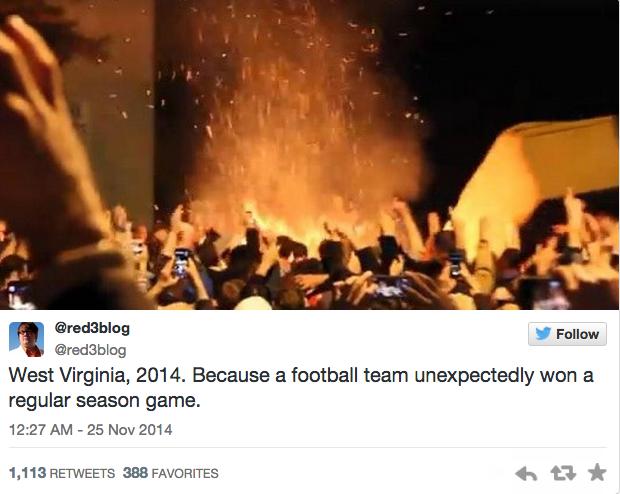 @red3blog
@red3blog
Follow
West Virginia, 2014. Because a football team unexpectedly won a
regular season game.
12:27 AM - 25 Nov 2014
1,113 RETWEETS 388 FAVORITES